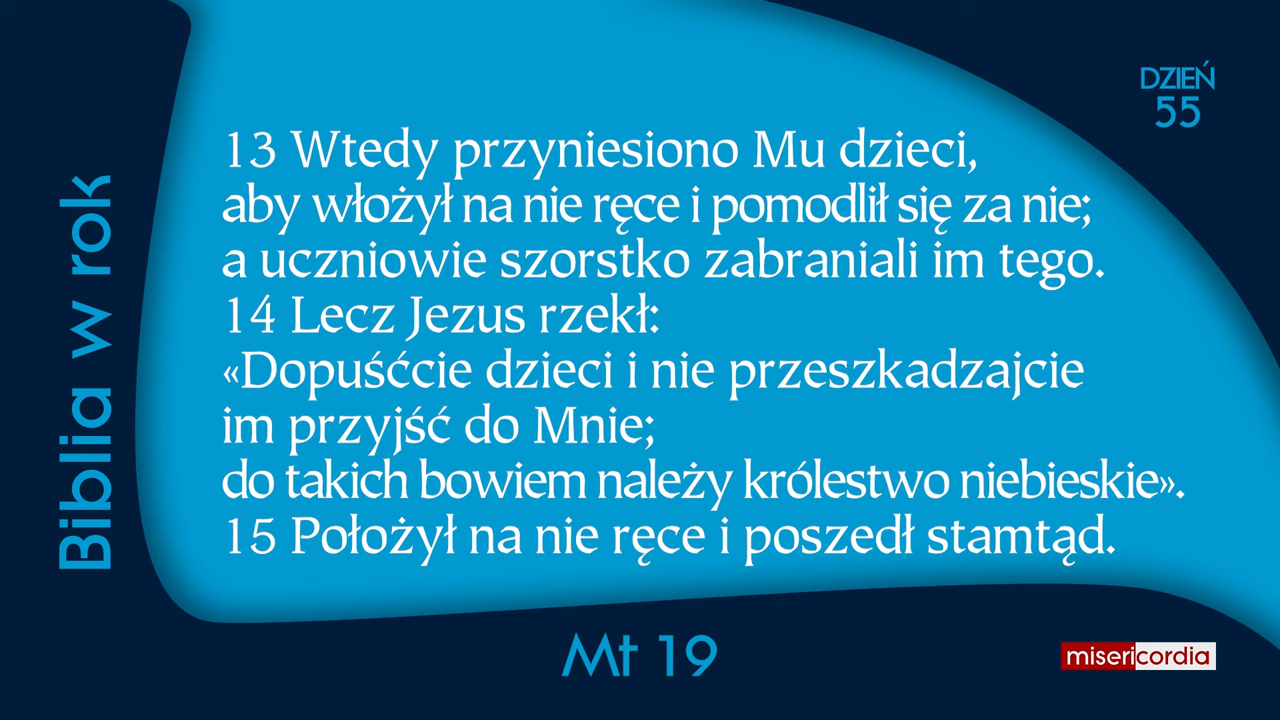 DZIEŃ
55
13 Wtedy przyniesiono Mu dzieci,
aby włożył na nie ręce i pomodlił się za nie;
a uczniowie szorstko zabraniali im tego.
14 Lecz Jezus rzekł:
«Dopuśćcie dzieci i nie przeszkadzajcie
im przyjść do Mnie;
do takich bowiem należy królestwo niebieskie».
15 Położył na nie ręce i poszedł stamtąd.
Biblia w rok
Mt 19
misericordia